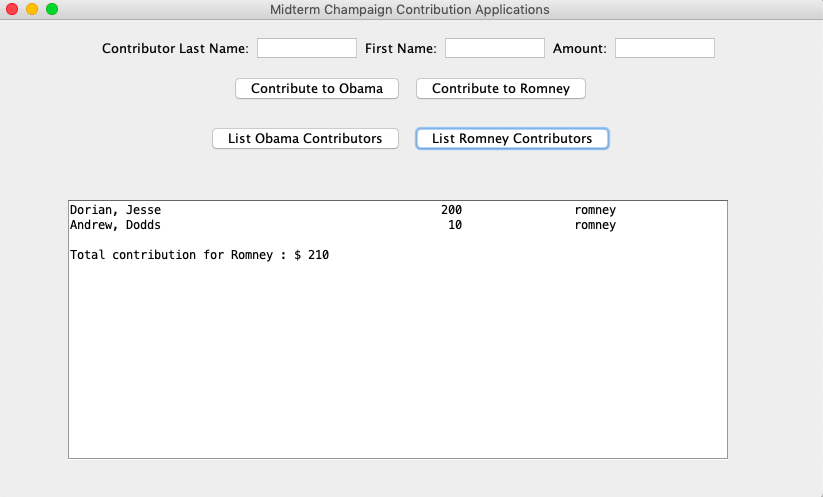 Midterm Champaign Contribution Applications
Contributor Last Name: First Name: Amount:
Contribute to Obama Contribute to Romney
List Obama Contributors List Romney Contributors
Dorian, Jesse 200 romney
Andrew, Dodds 10 romney
Total contribution for Romney : $ 210